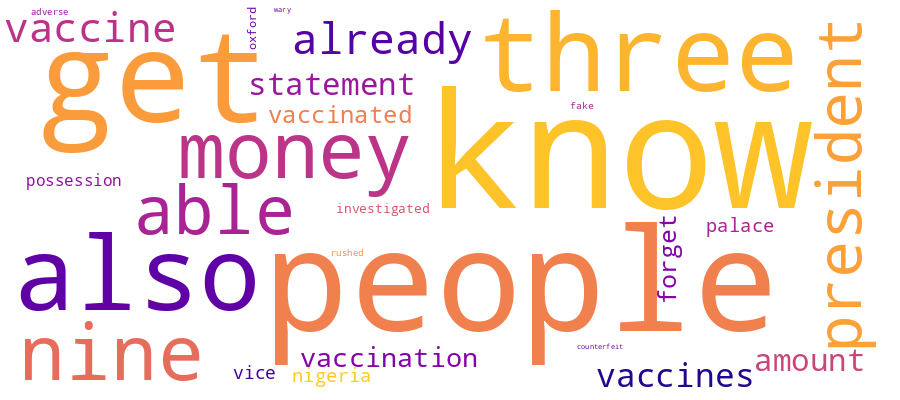 adverse
wary
vaccine
oxford
already
three
president
get
statement
know
vaccinated
fake
money
possession
able
investigated
palace
forget
also
people
rushed
nine
vaccination
counterfeit
amount
vice
nigeria
vaccines